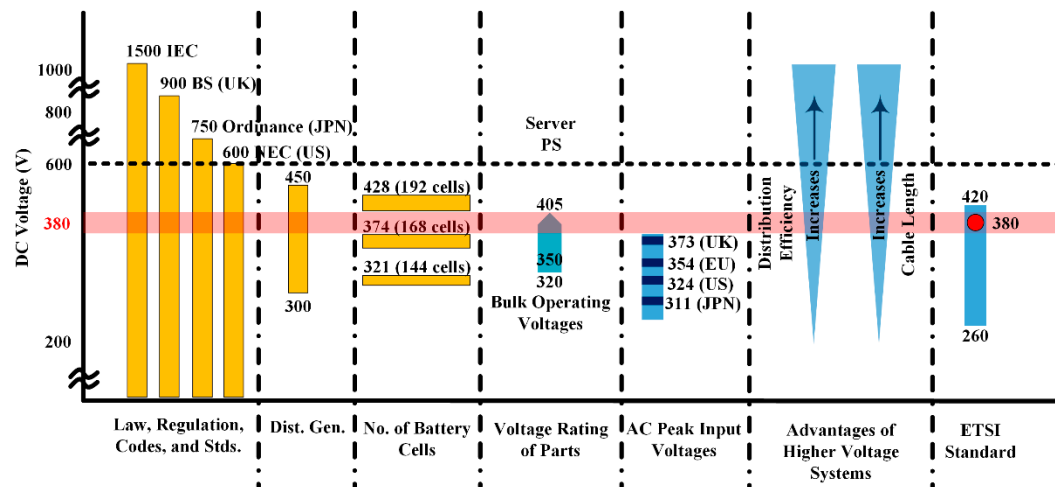 DC Voltage (V)
1000
800
600
380
200
1500 IEC
900 BS (UK)
750 Ordinance (JPN)
600 NEC (US)
450
300
428 (192 cells)
374 (168 cells)
321 (144 cells)
Server
PS
405
350
320
Bulk Operating
Voltages
373 (UK)
354 (EU)
324 (US)
311 (JPN)
Distribution
Efficiency
Increases
Increases
Cable Length
420
380
260
Law, Regulation,
Codes, and Stds.
Dist. Gen.
No. of Battery
Cells
Voltage Rating
of Parts
AC Peak Input
Voltages
Advantages of
Higher Voltage
Systems
ETSI
Standard